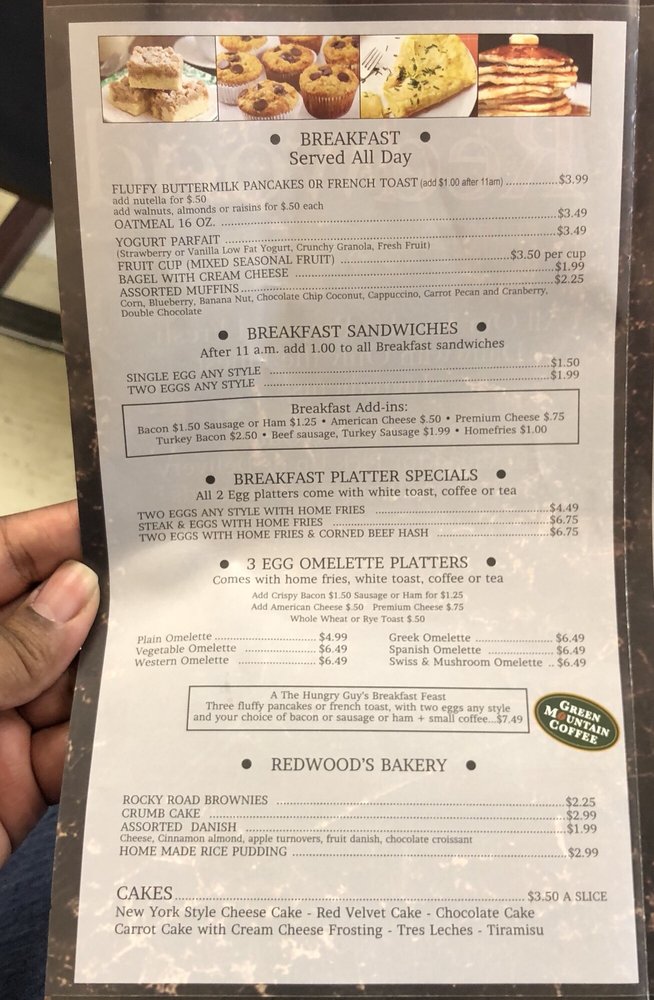 • BREAKFAST •
Served All Day
FLUFFY BUTTERMILK PANCAKES OR FRENCH TOAST (add $1.00 after 11am) ................$3.99
add nutella for $.50
add walnuts, almonds or raisins for $.50 each
OATMEAL 16 OZ. ................$3.49
YOGURT PARFAIT ................$3.49
(Strawberry or Vanilla Low Fat Yogurt, Crunchy Granola, Fresh Fruit)
FRUIT CUP (MIXED SEASONAL FRUIT) ................$3.50 per cup
BAGEL WITH CREAM CHEESE ................$1.99
ASSORTED MUFFINS................$2.25
Corn, Blueberry, Banana Nut, Chocolate Chip Coconut, Cappuccino, Carrot Pecan and Cranberry,
Double Chocolate
• BREAKFAST SANDWICHES •
After 11 a.m. add 1.00 to all Breakfast sandwiches
SINGLE EGG ANY STYLE ................$1.50
TWO EGGS ANY STYLE ................$1.99
Breakfast Add-ins:
Bacon $1.50 Sausage or Ham $1.25 • American Cheese $.50 • Premium Cheese $.75
Turkey Bacon $2.50 • Beef sausage, Turkey Sausage $1.99 • Homefries $1.00
• BREAKFAST PLATTER SPECIALS •
All 2 Egg platters come with white toast, coffee or tea
TWO EGGS ANY STYLE WITH HOME FRIES ................$4.49
STEAK & EGGS WITH HOME FRIES ................$6.75
TWO EGGS WITH HOME FRIES & CORNED BEEF HASH ................$6.75
• 3 EGG OMELETTE PLATTERS •
Comes with home fries, white toast, coffee or tea
Add Crispy Bacon $1.50 Sausage or Ham for $1.25
Add American Cheese $.50 Premium Cheese $.75
Whole Wheat or Rye Toast $.50
Plain Omelette ................ $4.99
Vegetable Omelette ................ $6.49
Western Omelette ................ $6.49
Greek Omelette ................ $6.49
Spanish Omelette ................ $6.49
Swiss & Mushroom Omelette .. $6.49
A The Hungry Guy's Breakfast Feast
Three fluffy pancakes or french toast, with two eggs any style
and your choice of bacon or sausage or ham + small coffee...$7.49
GREEN
MOUNTAIN
COFFEE
• REDWOOD'S BAKERY •
ROCKY ROAD BROWNIES ................$2.25
CRUMB CAKE ................$2.99
ASSORTED DANISH ................$1.99
Cheese, Cinnamon almond, apple turnovers, fruit danish, chocolate croissant
HOME MADE RICE PUDDING ................$2.99
CAKES................ $3.50 A SLICE
New York Style Cheese Cake - Red Velvet Cake - Chocolate Cake
Carrot Cake with Cream Cheese Frosting - Tres Leches - Tiramisu